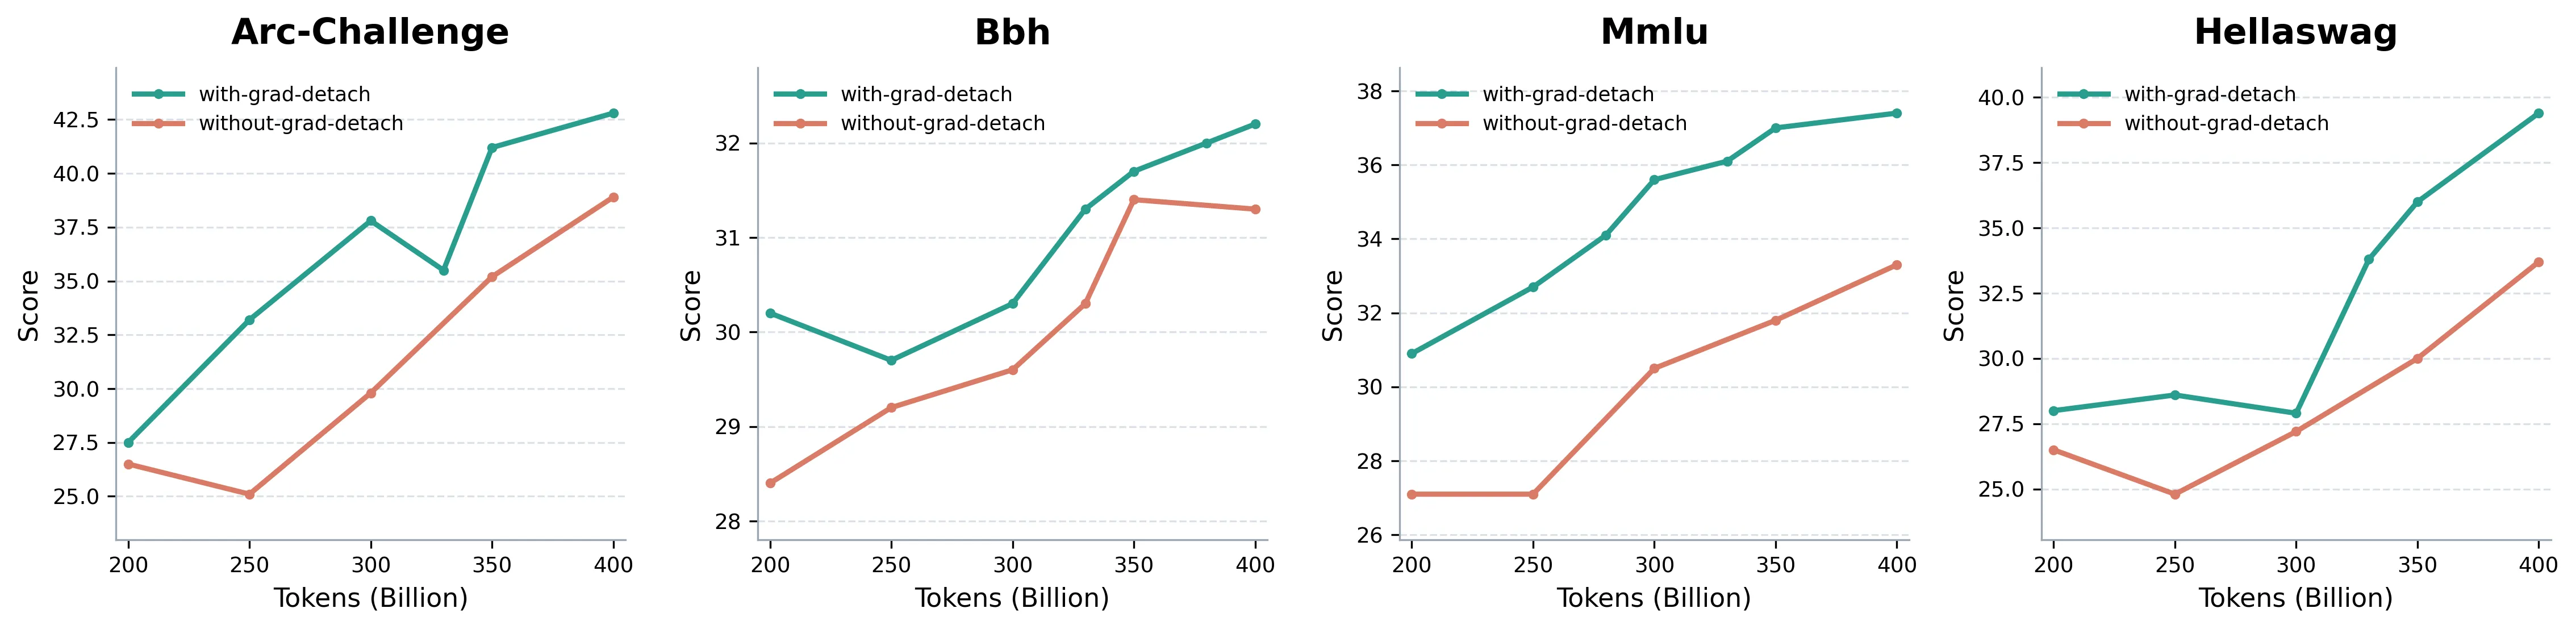 Arc-Challenge
with-grad-detach
without-grad-detach
42.5
40.0
37.5
35.0
32.5
30.0
27.5
25.0
Score
200 250 300 350 400
Tokens (Billion)
Bbh
with-grad-detach
without-grad-detach
32
31
30
29
28
Score
200 250 300 350 400
Tokens (Billion)
Mmlu
with-grad-detach
without-grad-detach
38
36
34
32
30
28
26
Score
200 250 300 350 400
Tokens (Billion)
Hellaswag
with-grad-detach
without-grad-detach
40.0
37.5
35.0
32.5
30.0
27.5
25.0
Score
200 250 300 350 400
Tokens (Billion)